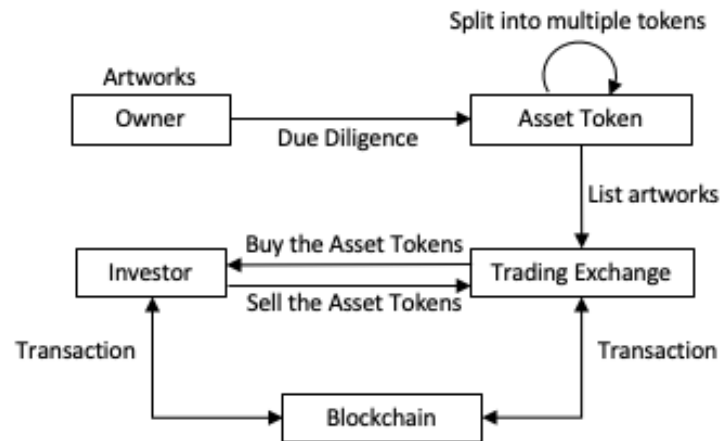 Split into multiple tokens
Artworks
Owner
Due Diligence
Asset Token
List artworks
Buy the Asset Tokens
Investor
Trading Exchange
Sell the Asset Tokens
Transaction
Transaction
Blockchain